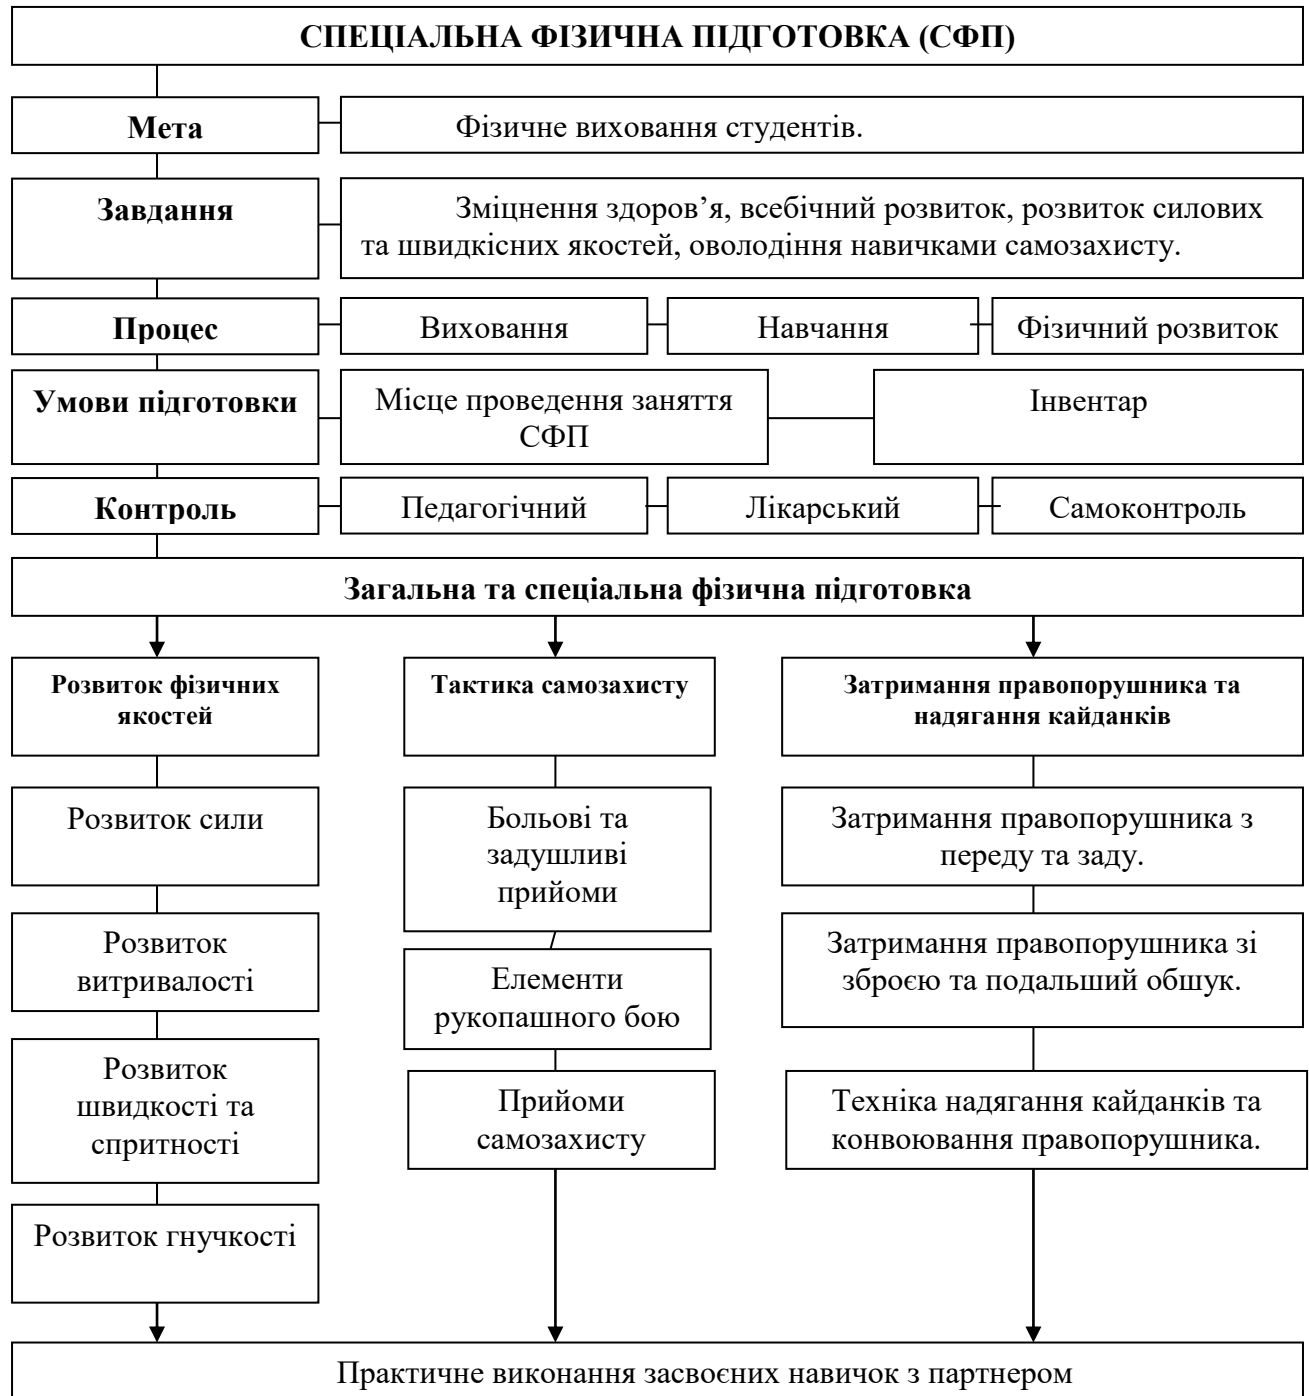 СПЕЦІАЛЬНА ФІЗИЧНА ПІДГОТОВКА (СФП)
Мета
Фізичне виховання студентів.
Завдання
Зміцнення здоров’я, всебічний розвиток, розвиток силових
та швидкісних якостей, оволодіння навичками самозахисту.
Процес
Виховання
Навчання
Фізичний розвиток
Умови підготовки
Місце проведення заняття
СФП
Інвентар
Контроль
Педагогічний
Лікарський
Самоконтроль
Загальна та спеціальна фізична підготовка
Розвиток фізичних
якостей
Тактика самозахисту
Затримання правопорушника та
надягання кайданків
Розвиток сили
Больові та
задушливі
прийоми
Затримання правопорушника з
переду та заду.
Розвиток
витривалості
Елементи
рукопашного бою
Затримання правопорушника зі
зброєю та подальший обшук.
Розвиток
швидкості та
спритності
Прийоми
самозахисту
Техніка надягання кайданків та
конвоювання правопорушника.
Розвиток гнучкості
Практичне виконання засвоєних навичок з партнером